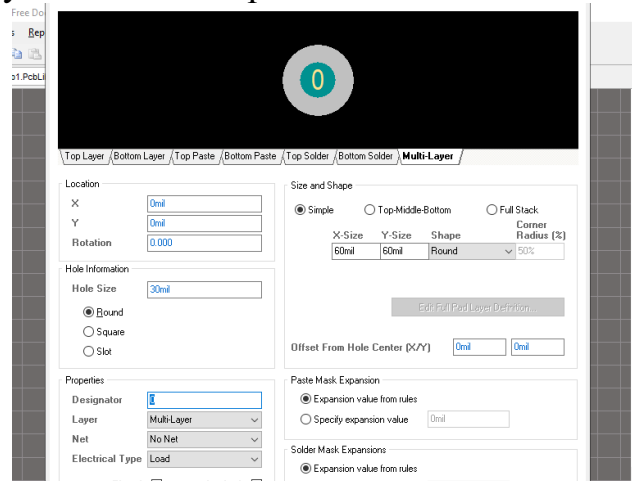 Free Do
s Rep
o1.PcbLi
0
Top Layer Bottom Layer Top Paste Bottom Paste Top Solder Bottom Solder Multi-Layer
Location
X 0mil
Y 0mil
Rotation 0.000
Hole Information
Hole Size 30mil
Round
Square
Slot
Properties
Designator 0
Layer Multi-Layer
Net No Net
Electrical Type Load
Size and Shape
Simple Top-Middle-Bottom Full Stack
X-Size Y-Size Shape Corner Radius (%)
60mil 60mil Round 50%
Edit Full Pad Layer Definition...
Offset From Hole Center (X/Y) 0mil 0mil
Paste Mask Expansion
Expansion value from rules
Specify expansion value 0mil
Solder Mask Expansions
Expansion value from rules